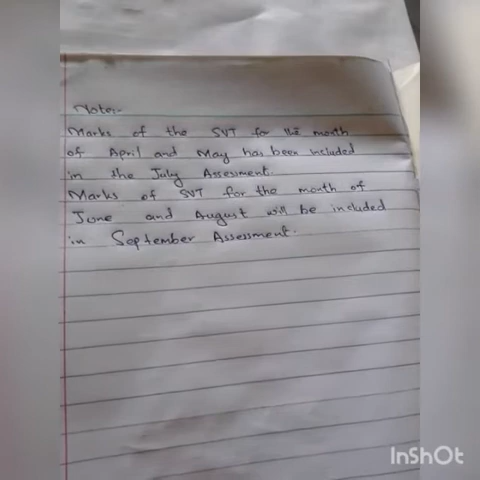 Note:-
Marks of the SVT for the month
of April and May has been included
in the July Assesment.
Marks of SVT for the month of
June and August will be included
in September Assessment.
InShOt